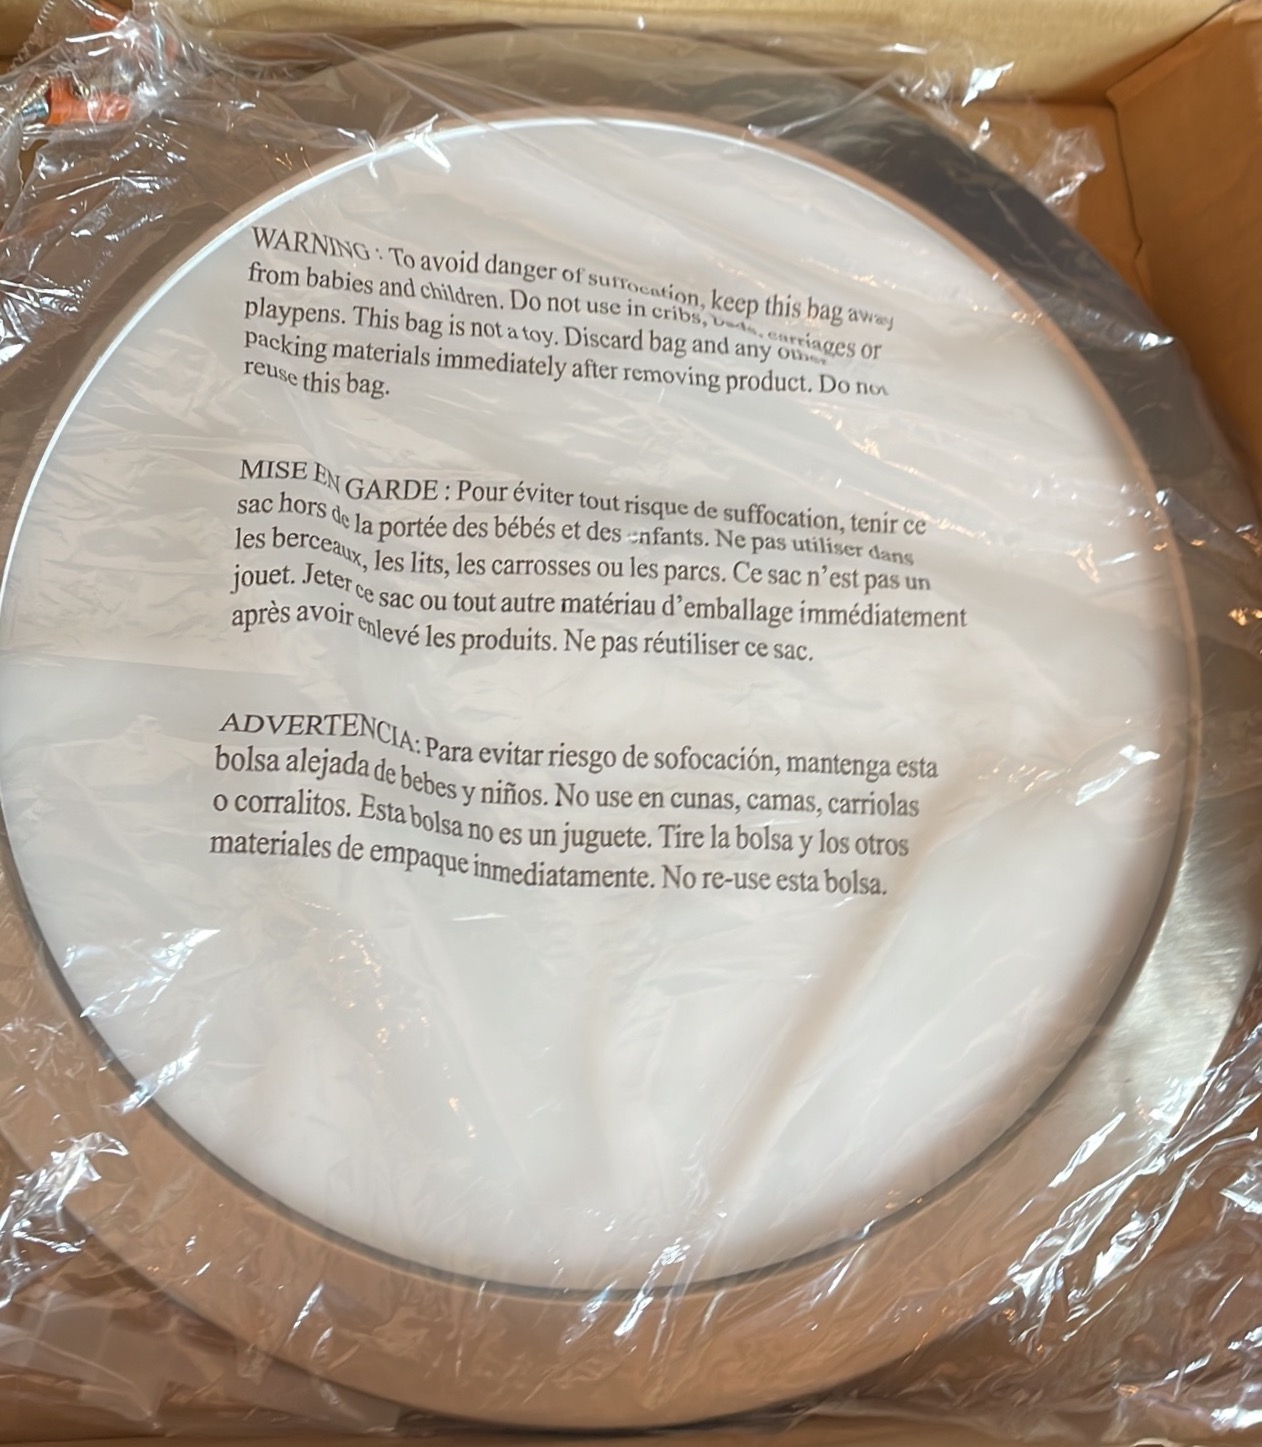 WARNING : To avoid danger of suffocation, keep this bag away
from babies and children. Do not use in cribs, beds, carriages or
playpens. This bag is not a toy. Discard bag and any other
packing materials immediately after removing product. Do not
reuse this bag.
MISE EN GARDE : Pour éviter tout risque de suffocation, tenir ce
sac hors de la portée des bébés et des enfants. Ne pas utiliser dans
les berceaux, les lits, les carrosses ou les parcs. Ce sac n’est pas un
jouet. Jeter ce sac ou tout autre matériau d’emballage immédiatement
après avoir enlevé les produits. Ne pas réutiliser ce sac.
ADVERTENCIA: Para evitar riesgo de sofocación, mantenga esta
bolsa alejada de bebes y niños. No use en cunas, camas, carriolas
o corralitos. Esta bolsa no es un juguete. Tire la bolsa y los otros
materiales de empaque inmediatamente. No re-use esta bolsa.